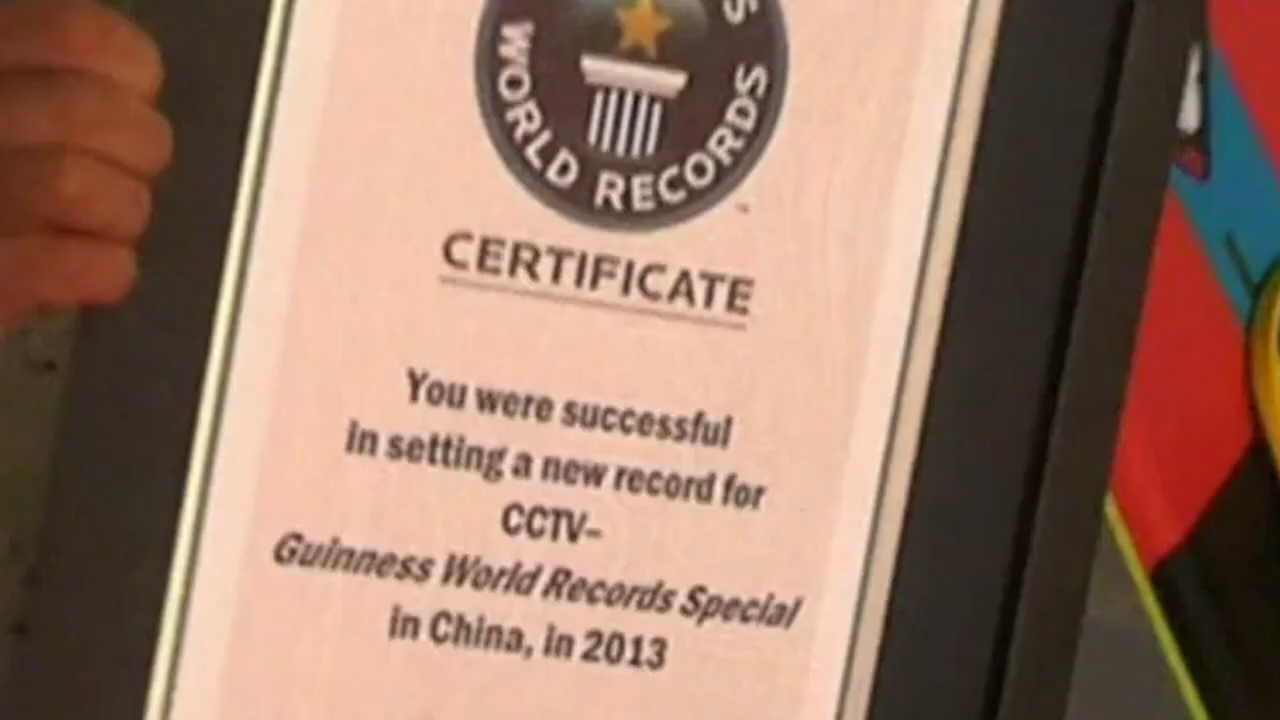 S
WORLD RECORDS
™
CERTIFICATE
You were successful
in setting a new record for
CCTV–
Guinness World Records Special
in China, in 2013